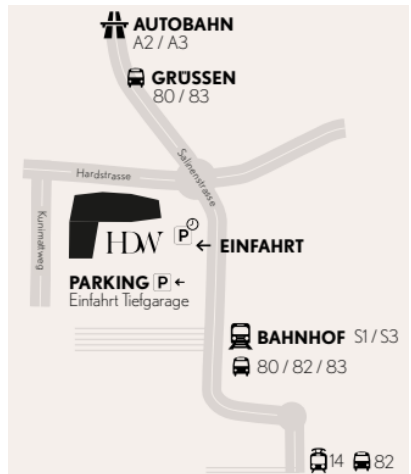 AUTOBAHN
A2 / A3
GRÜSSEN
80 / 83
Salinenstrasse
Hardstrasse
Kunimattweg
HDW
P
← EINFAHRT
PARKING P ←
Einfahrt Tiefgarage
BAHNHOF S1 / S3
80 / 82 / 83
14 82